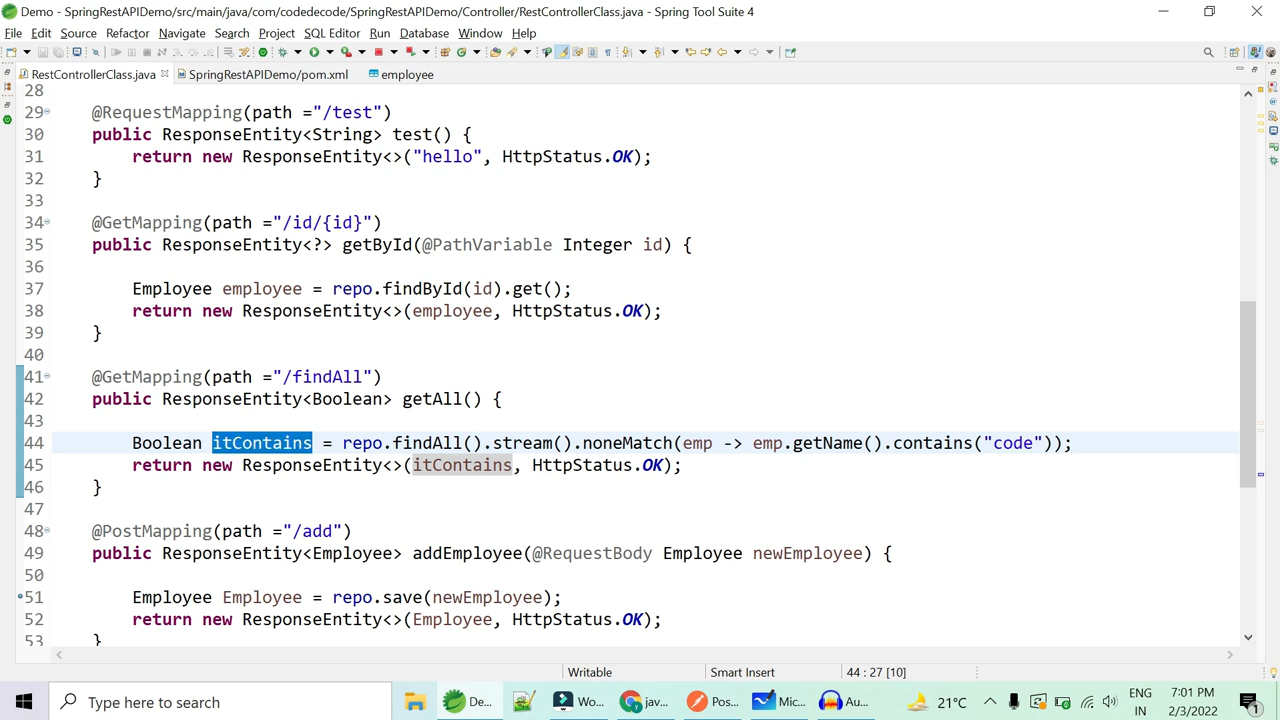 Demo - SpringRestAPIDemo/src/main/java/com/codedecode/SpringRestAPIDemo/Controller/RestControllerClass.java - Spring Tool Suite 4
File Edit Source Refactor Navigate Search Project SQL Editor Run Database Window Help
RestControllerClass.java SpringRestAPIDemo/pom.xml employee
28
29 @RequestMapping(path ="/test")
30 public ResponseEntity<String> test() {
31 return new ResponseEntity<>("hello", HttpStatus.OK);
32 }
33
34 @GetMapping(path ="/id/{id}")
35 public ResponseEntity<?> getById(@PathVariable Integer id) {
36
37 Employee employee = repo.findById(id).get();
38 return new ResponseEntity<>(employee, HttpStatus.OK);
39 }
40
41 @GetMapping(path ="/findAll")
42 public ResponseEntity<Boolean> getAll() {
43
44 Boolean itContains = repo.findAll().stream().noneMatch(emp -> emp.getName().contains("code"));
45 return new ResponseEntity<>(itContains, HttpStatus.OK);
46 }
47
48 @PostMapping(path ="/add")
49 public ResponseEntity<Employee> addEmployee(@RequestBody Employee newEmployee) {
50
51 Employee Employee = repo.save(newEmployee);
52 return new ResponseEntity<>(Employee, HttpStatus.OK);
53 }
Writable Smart Insert 44 : 27 [10]
Type here to search De... Wo... jav... Pos... Mic... Au... 21°C ENG 7:01 PM
IN 2/3/2022 1